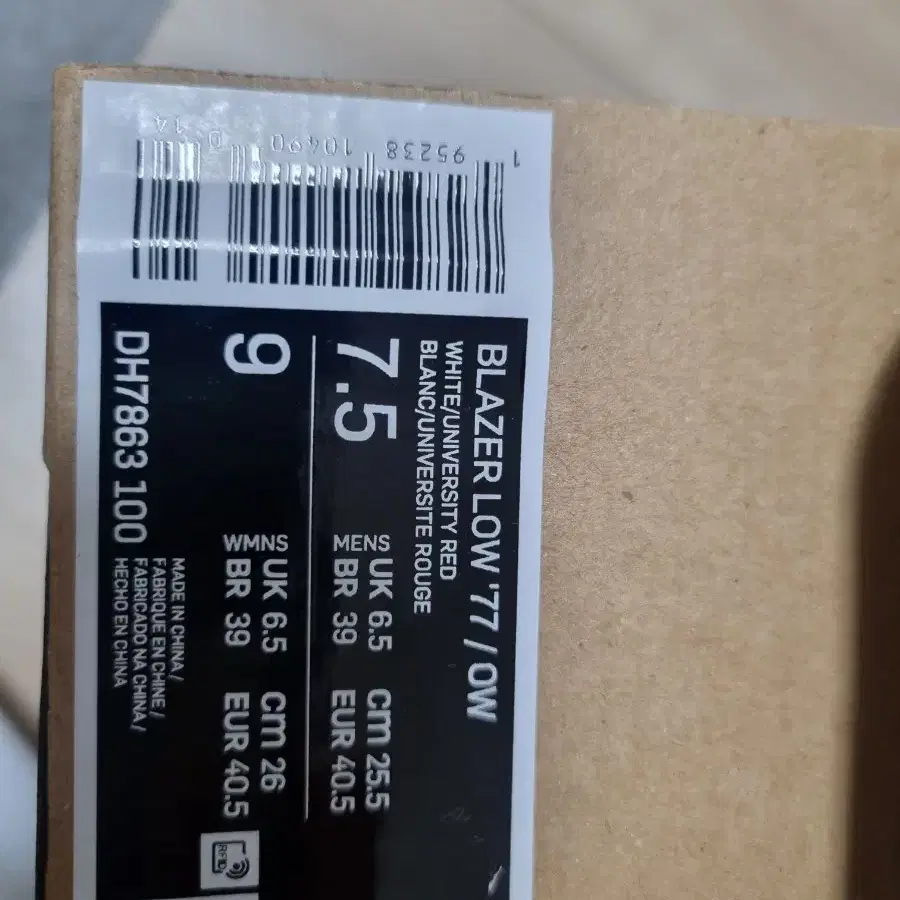 1 95238 10490 0 14
BLAZER LOW '77 / OW
WHITE/UNIVERSITY RED
BLANC/UNIVERSITE ROUGE
7.5
MENS
UK 6.5 cm 25.5
BR 39 EUR 40.5
9
WMNS
UK 6.5 cm 26
BR 39 EUR 40.5
DH7863 100
MADE IN CHINA /
FABRIQUE EN CHINE /
FABRICADO NA CHINA /
HECHO EN CHINA
RFID